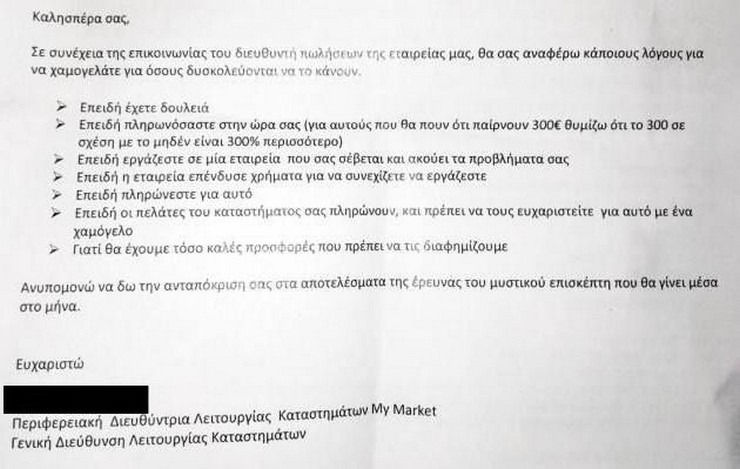 Καλησπέρα σας,
Σε συνέχεια της επικοινωνίας του διευθυντή πωλήσεων της εταιρείας μας, θα σας αναφέρω κάποιους λόγους για
να χαμογελάτε για όσους δυσκολεύονται να το κάνουν.
➢ Επειδή έχετε δουλειά
➢ Επειδή πληρωνόσαστε στην ώρα σας (για αυτούς που θα πουν ότι παίρνουν 300€ θυμίζω ότι το 300 σε
σχέση με το μηδέν είναι 300% περισσότερο)
➢ Επειδή εργάζεστε σε μία εταιρεία που σας σέβεται και ακούει τα προβλήματα σας
➢ Επειδή η εταιρεία επένδυσε χρήματα για να συνεχίζετε να εργάζεστε
➢ Επειδή πληρώνεστε για αυτό
➢ Επειδή οι πελάτες του καταστήματος σας πληρώνουν, και πρέπει να τους ευχαριστείτε για αυτό με ένα
χαμόγελο
➢ Γιατί θα έχουμε τόσο καλές προσφορές που πρέπει να τις διαφημίζουμε
Ανυπομονώ να δω την ανταπόκριση σας στα αποτελέσματα της έρευνας του μυστικού επισκέπτη που θα γίνει μέσα
στο μήνα.
Ευχαριστώ
Περιφερειακή Διευθύντρια Λειτουργίας Καταστημάτων My Market
Γενική Διεύθυνση Λειτουργίας Καταστημάτων